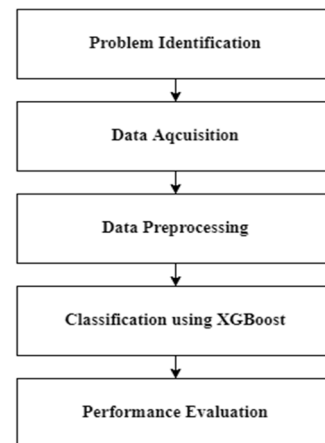 Problem Identification
Data Aqcuisition
Data Preprocessing
Classification using XGBoost
Performance Evaluation